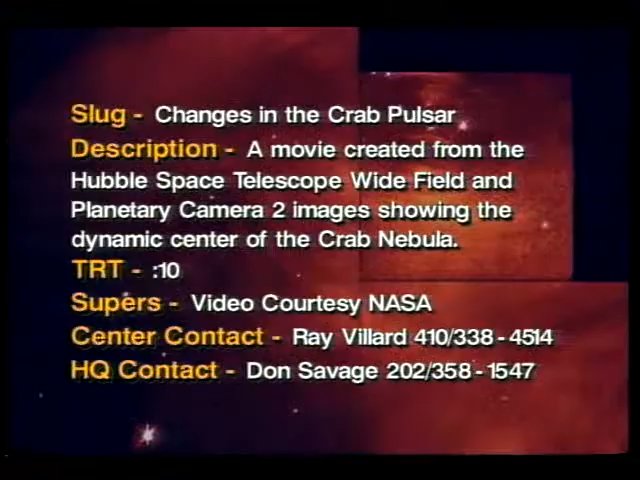 Slug - Changes in the Crab Pulsar
Description - A movie created from the
Hubble Space Telescope Wide Field and
Planetary Camera 2 images showing the
dynamic center of the Crab Nebula.
TRT - :10
Supers - Video Courtesy NASA
Center Contact - Ray Villard 410/338-4514
HQ Contact - Don Savage 202/358-1547